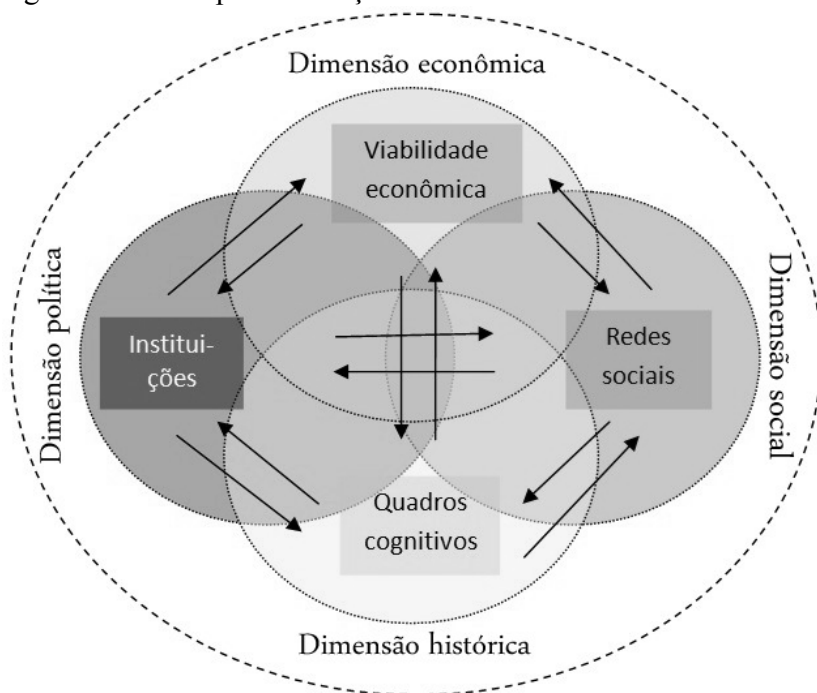 Dimensão econômica
Viabilidade
econômica
Dimensão política
Institui-
ções
Redes
sociais
Dimensão social
Quadros
cognitivos
Dimensão histórica